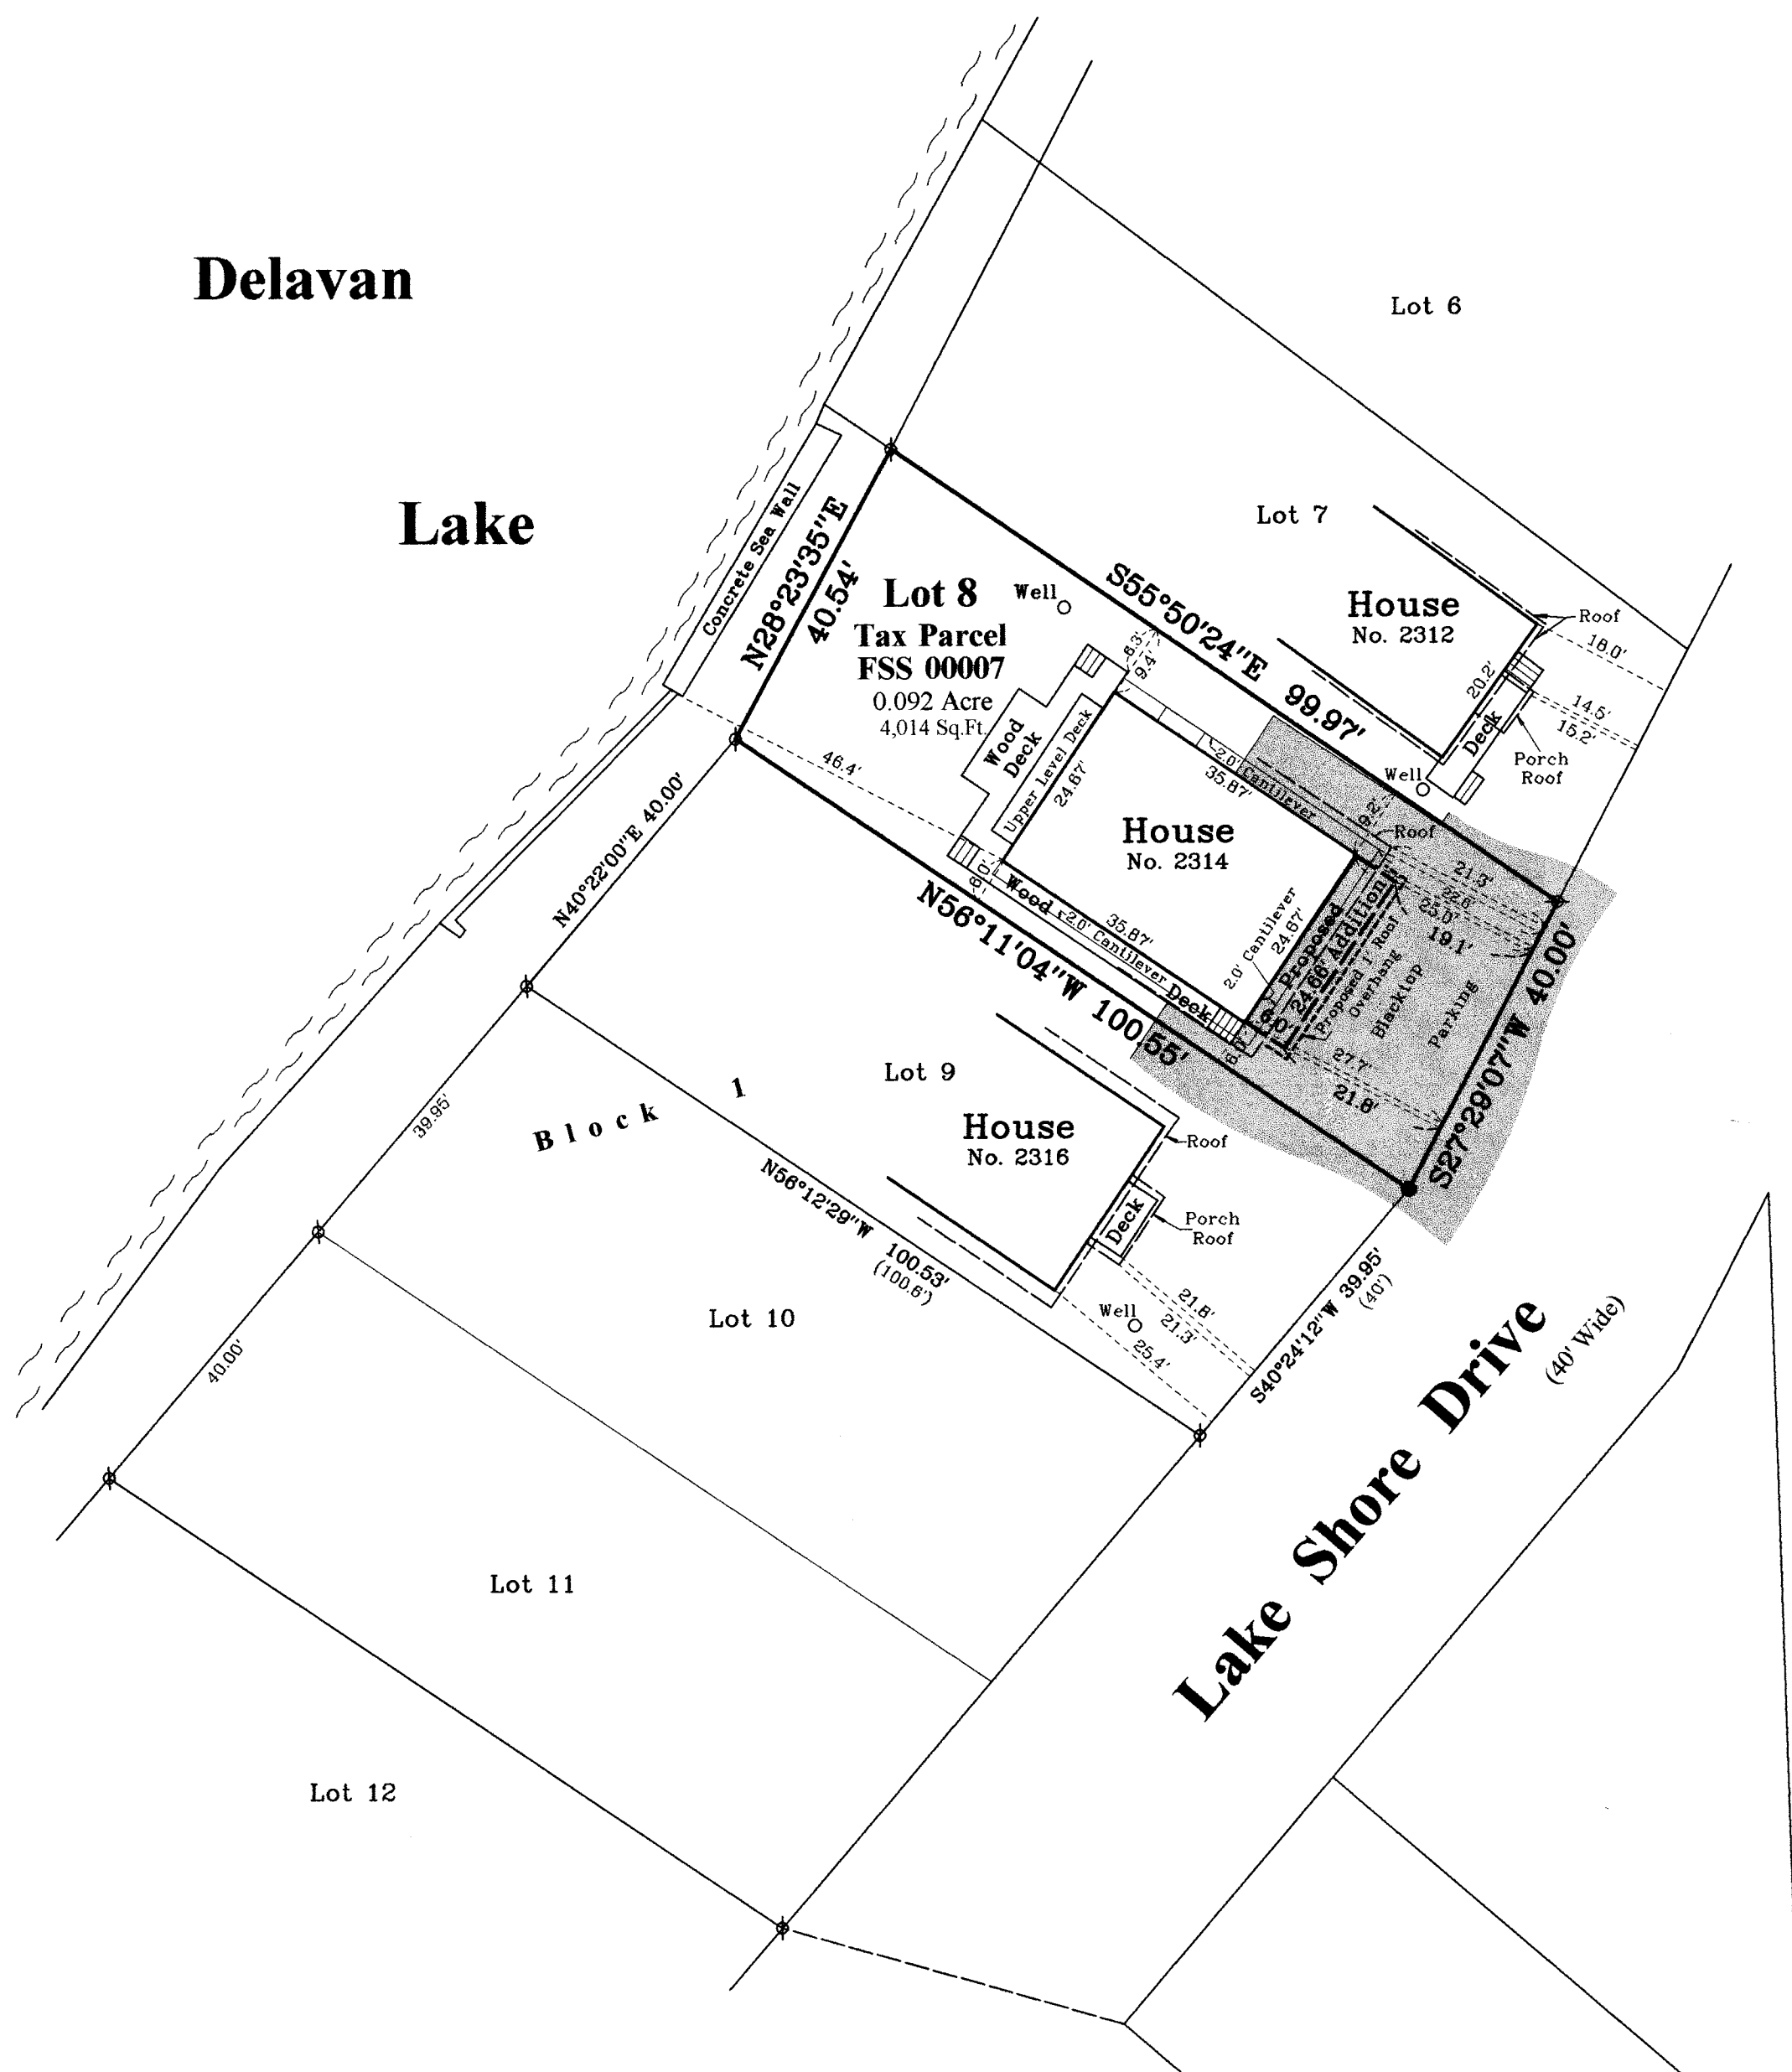 Delavan
Lake
Lot 6
Lot 7
House
No. 2312
Roof
18.0'
20.2'
14.5'
15.2'
Deck
Porch
Roof
Well
Concrete Sea Wall
N28°23'35"E
40.54'
Lot 8
Tax Parcel
FSS 00007
0.092 Acre
4,014 Sq.Ft.
Well
S55°50'24"E 99.97'
9.4'
Wood
Deck
Upper Level Deck
24.67'
46.4'
2.0' Cantilever
35.87'
House
No. 2314
Roof
6.0'
Wood
Deck
2.0' Cantilever
35.87'
2.0' Cantilever
24.67'
Proposed
24.66' Addition
6.0'
Proposed 1' Roof
Overhang
Blacktop
Parking
21.3'
22.6'
25.0'
19.1'
27.7'
21.8'
N56°11'04"W 100.55'
S27°29'07"W 40.00'
N40°22'00"E 40.00'
39.95'
40.00'
Block 1
Lot 9
House
No. 2316
Roof
Deck
Porch
Roof
Well
21.8'
21.3'
25.4'
N56°12'29"W 100.53'
(100.6')
S40°24'12"W 39.95'
(40')
Lot 10
Lot 11
Lot 12
Lake Shore Drive
(40' Wide)